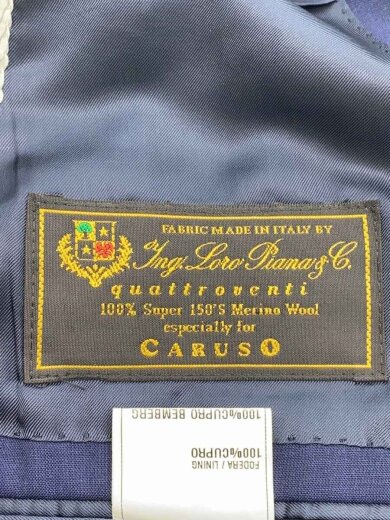 FABRIC MADE IN ITALY BY
Ing. Loro Piana & C.
quattroventi
100% Super 150'S Merino Wool
especially for
CARUSO
FODERA / LINING
100%CUPRO
100%CUPRO BEMBERG